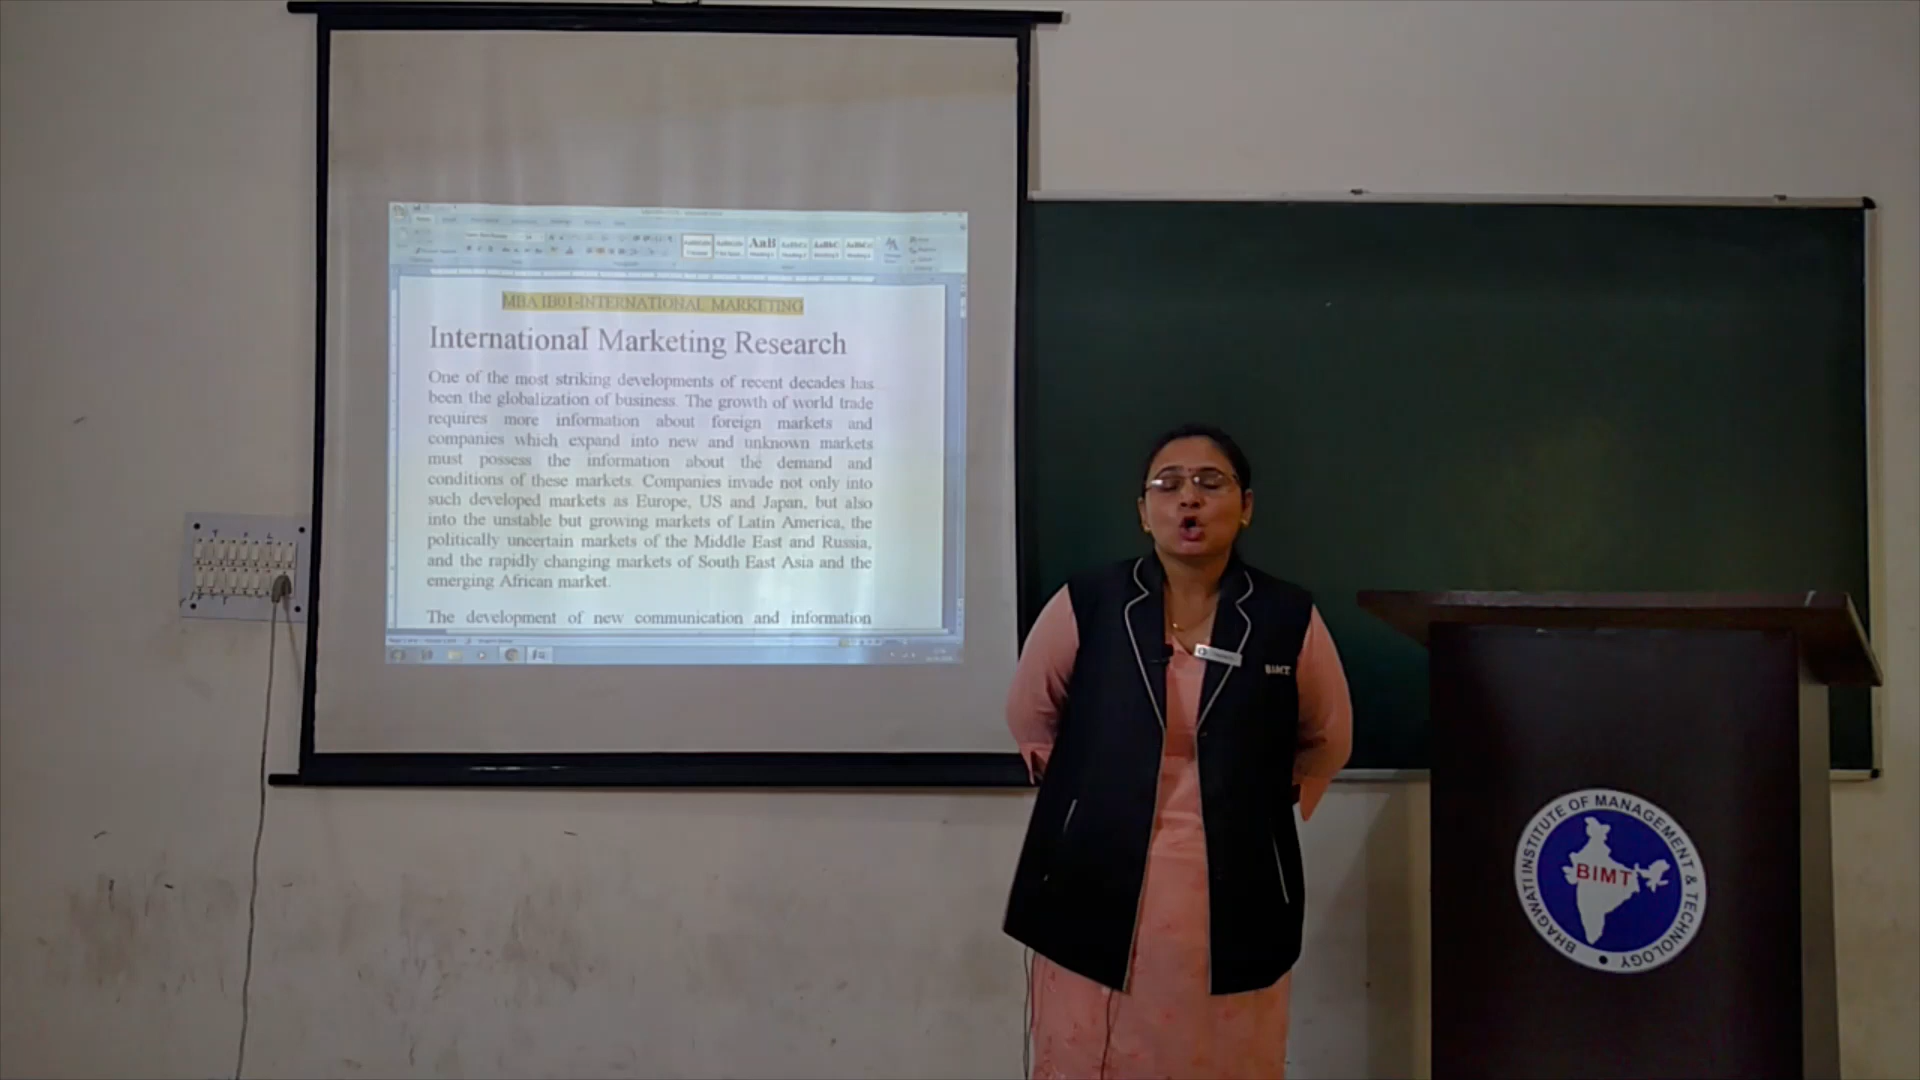 MBA IB01-INTERNATIONAL MARKETING
International Marketing Research
One of the most striking developments of recent decades has
been the globalization of business. The growth of world trade
requires more information about foreign markets and
companies which expand into new and unknown markets
must possess the information about the demand and
conditions of these markets. Companies invade not only into
such developed markets as Europe, US and Japan, but also
into the unstable but growing markets of Latin America, the
politically uncertain markets of the Middle East and Russia,
and the rapidly changing markets of South East Asia and the
emerging African market.
The development of new communication and information
BIMT
BHAGWATI INSTITUTE OF MANAGEMENT & TECHNOLOGY
BIMT